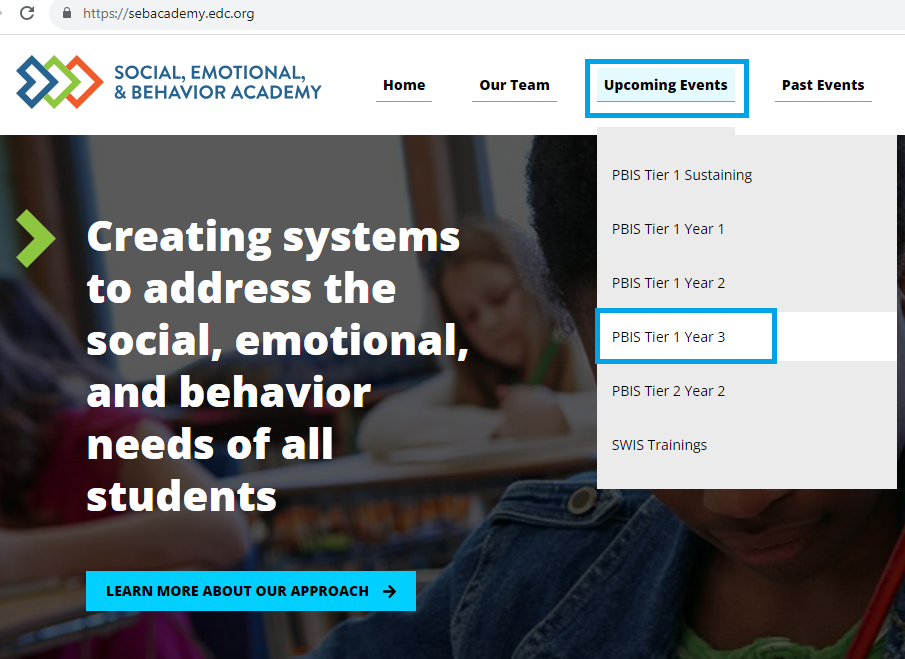 https://sebacademy.edc.org
SOCIAL, EMOTIONAL,
& BEHAVIOR ACADEMY
Home
Our Team
Upcoming Events
Past Events
PBIS Tier 1 Sustaining
PBIS Tier 1 Year 1
PBIS Tier 1 Year 2
PBIS Tier 1 Year 3
PBIS Tier 2 Year 2
SWIS Trainings
Creating systems
to address the
social, emotional,
and behavior
needs of all
students
LEARN MORE ABOUT OUR APPROACH